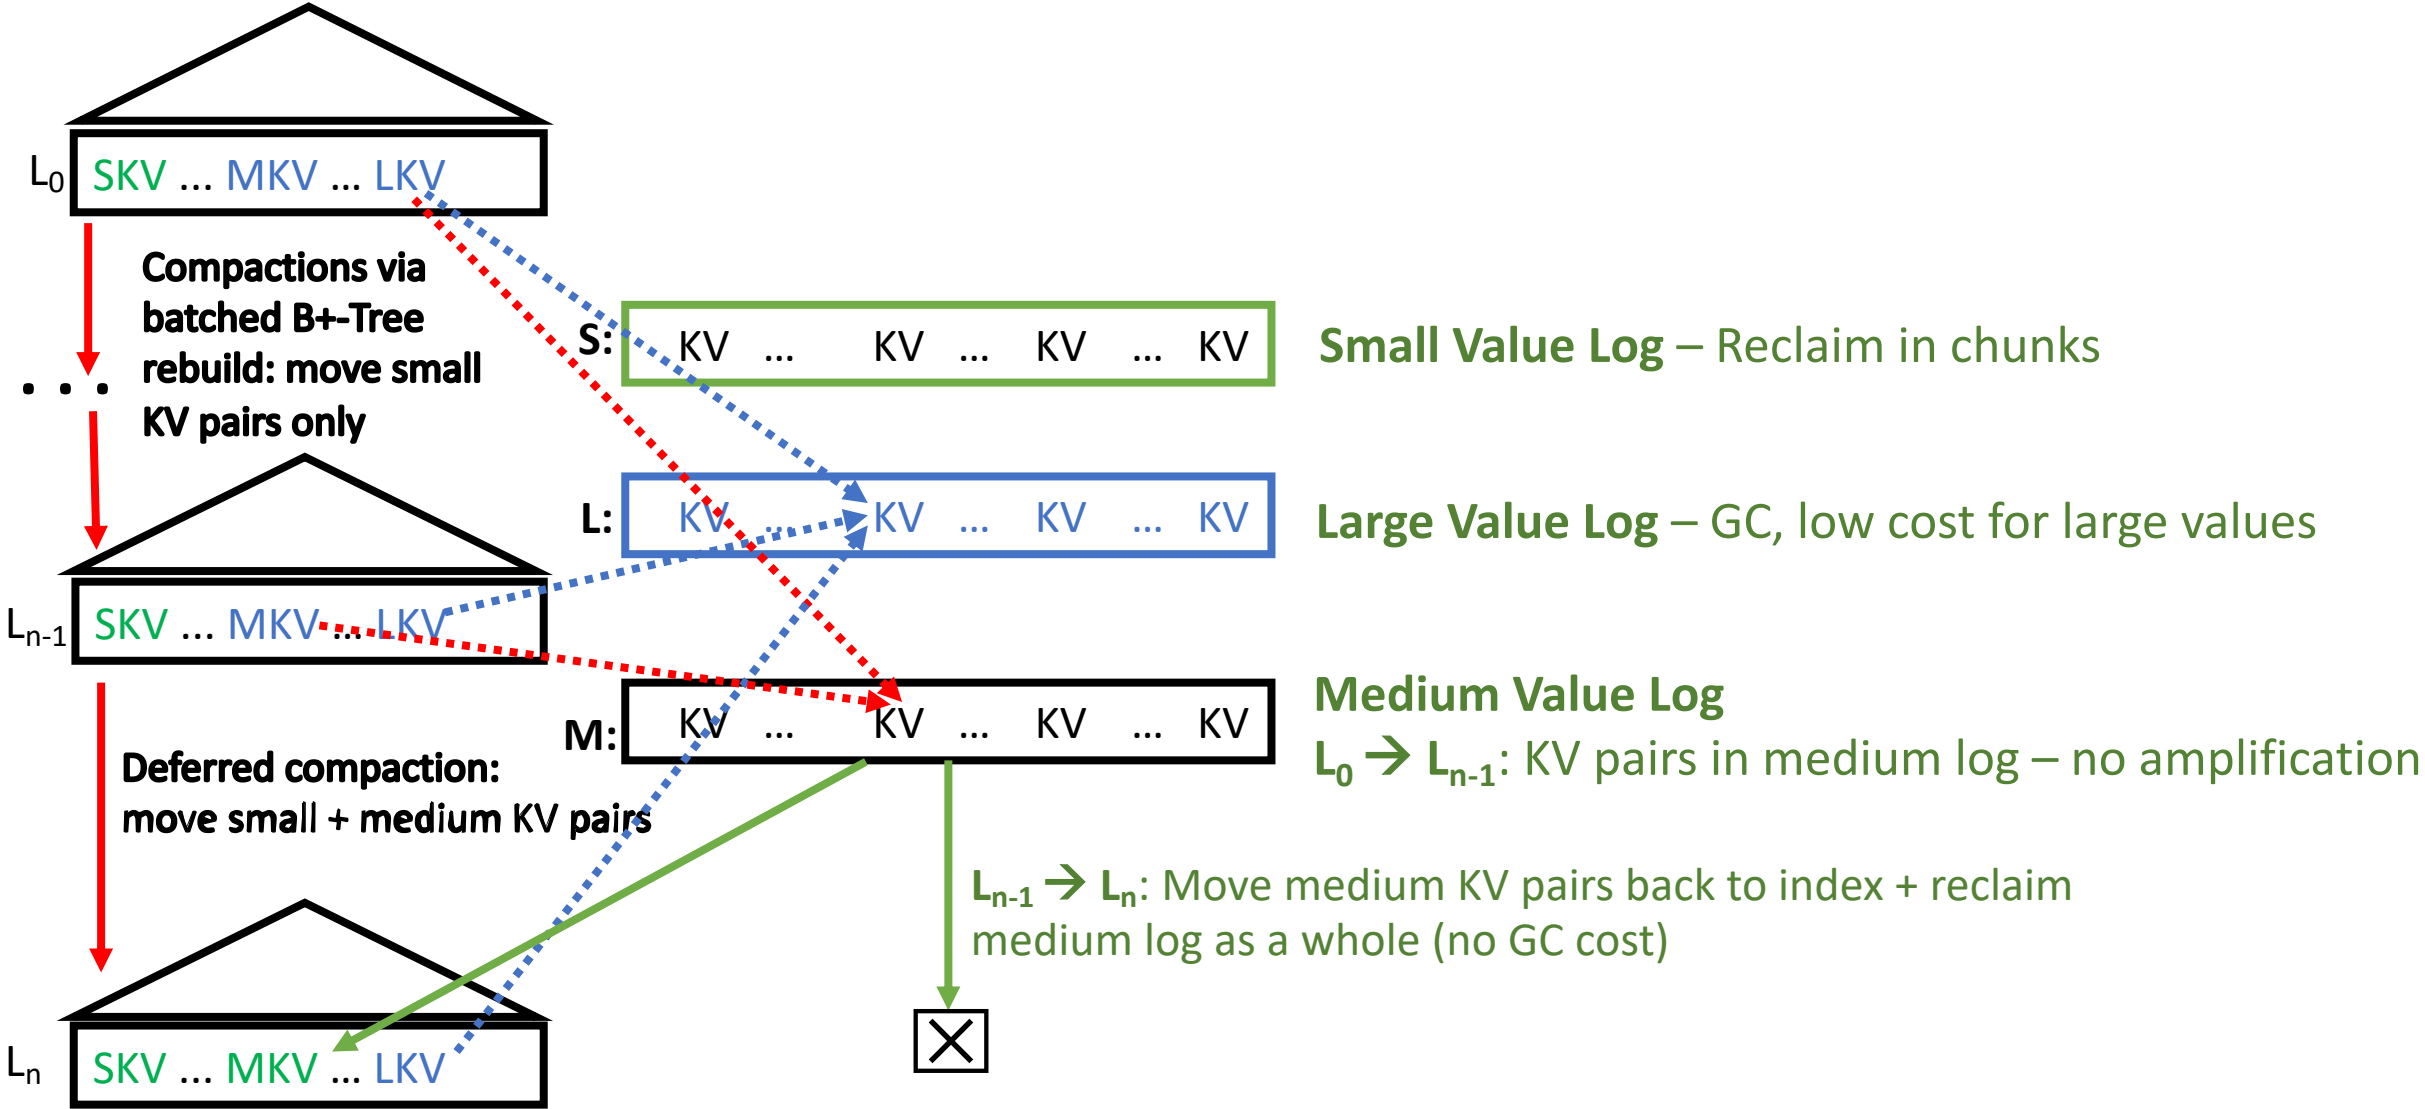 L0
SKV ... MKV ... LKV
Compactions via
batched B+-Tree
rebuild: move small
KV pairs only
. . .
S:
KV ... KV ... KV ... KV
Small Value Log – Reclaim in chunks
L:
KV ... KV ... KV ... KV
Large Value Log – GC, low cost for large values
Ln-1
SKV ... MKV ... LKV
M:
KV ... KV ... KV ... KV
Medium Value Log
L0 → Ln-1: KV pairs in medium log – no amplification
Deferred compaction:
move small + medium KV pairs
Ln-1 → Ln: Move medium KV pairs back to index + reclaim
medium log as a whole (no GC cost)
Ln
SKV ... MKV ... LKV